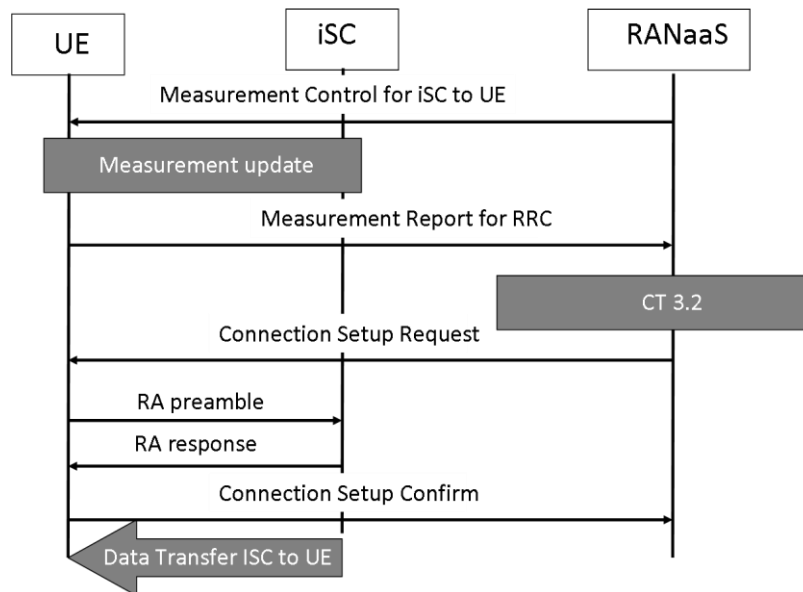 UE
iSC
RANaaS
Measurement Control for iSC to UE
Measurement update
Measurement Report for RRC
CT 3.2
Connection Setup Request
RA preamble
RA response
Connection Setup Confirm
Data Transfer ISC to UE